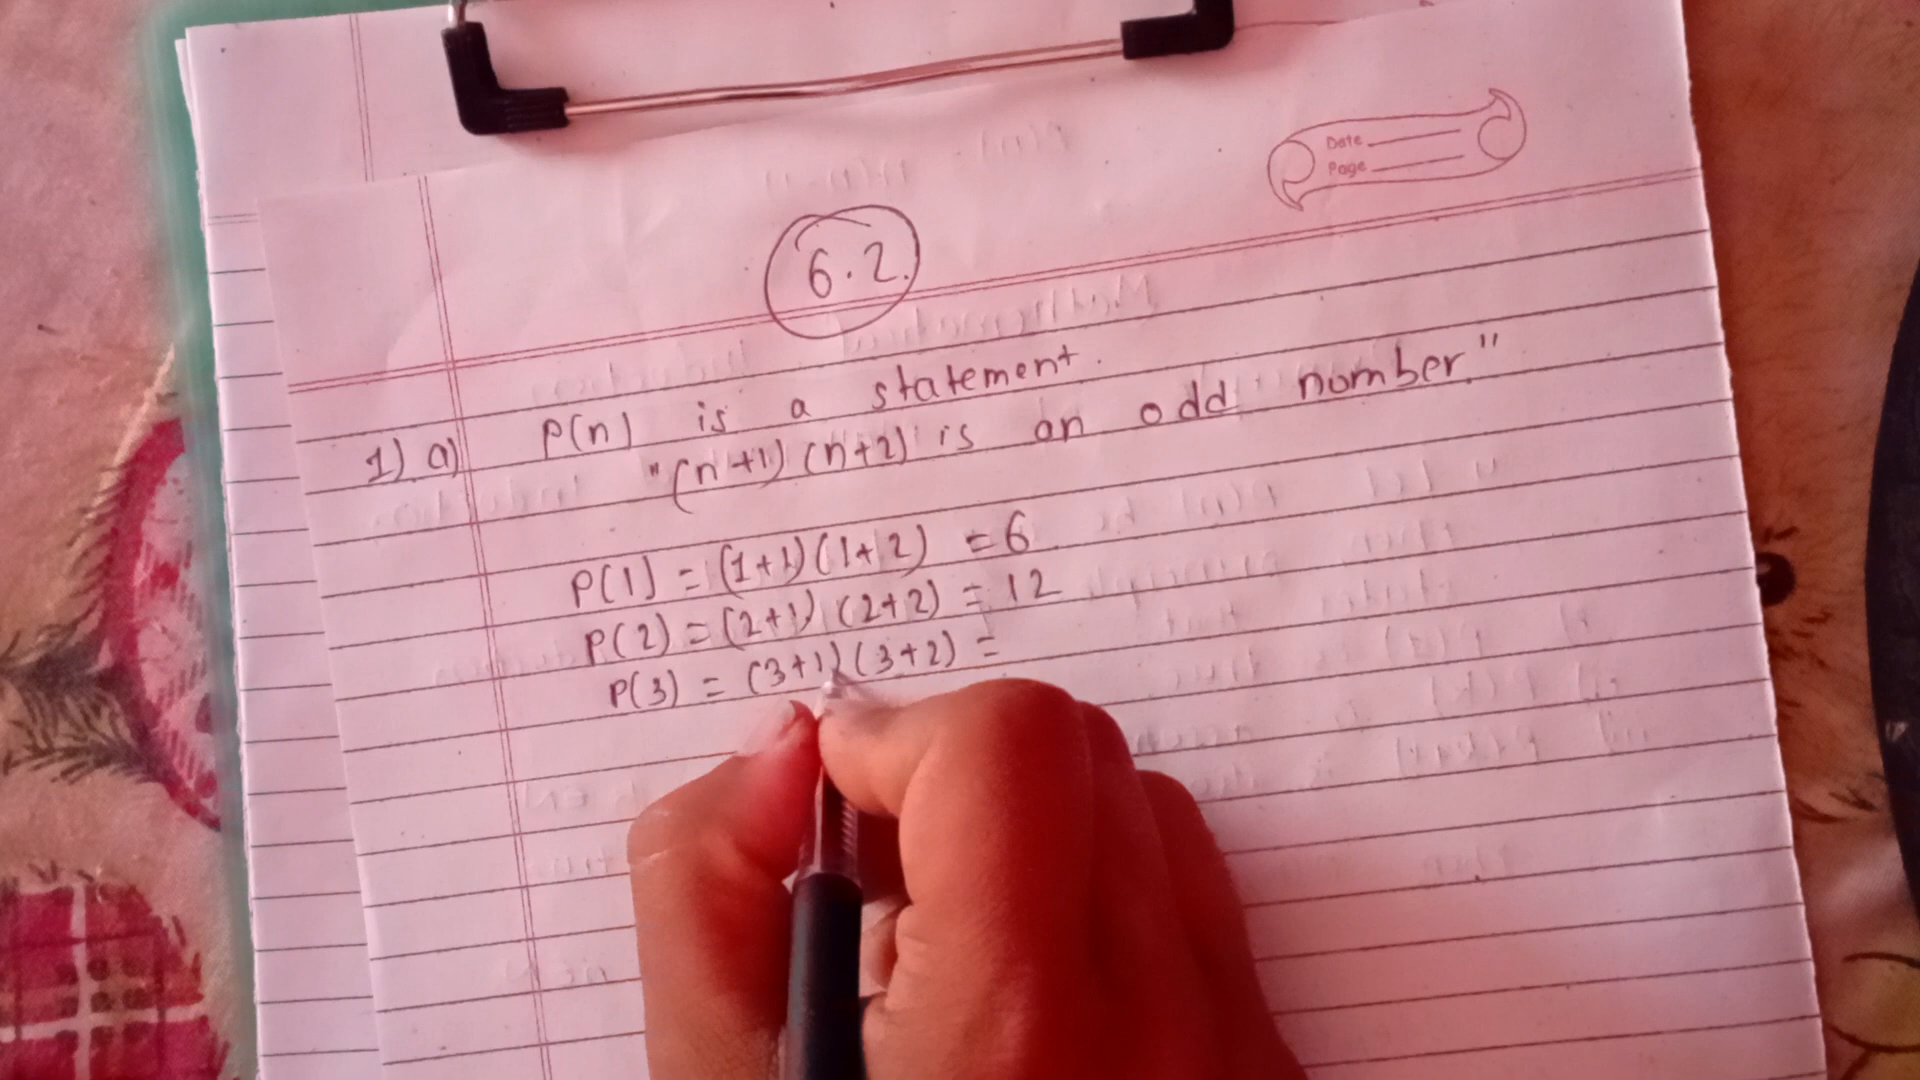 Date
Page
6.2.
1) a) P(n) is a statement.
"(n+1)(n+2) is an odd number"
P(1) = (1+1)(1+2) = 6
P(2) = (2+1)(2+2) = 12
P(3) = (3+1)(3+2) =